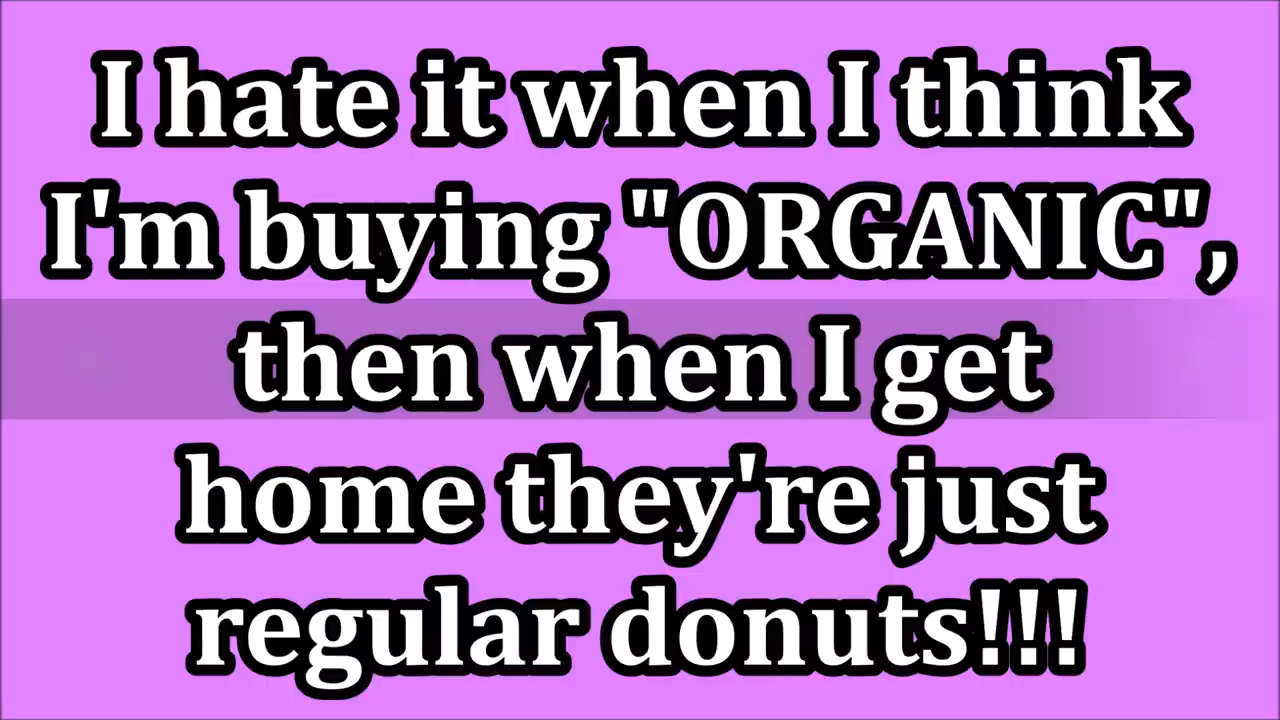 I hate it when I think
I'm buying "ORGANIC",
then when I get
home they're just
regular donuts!!!